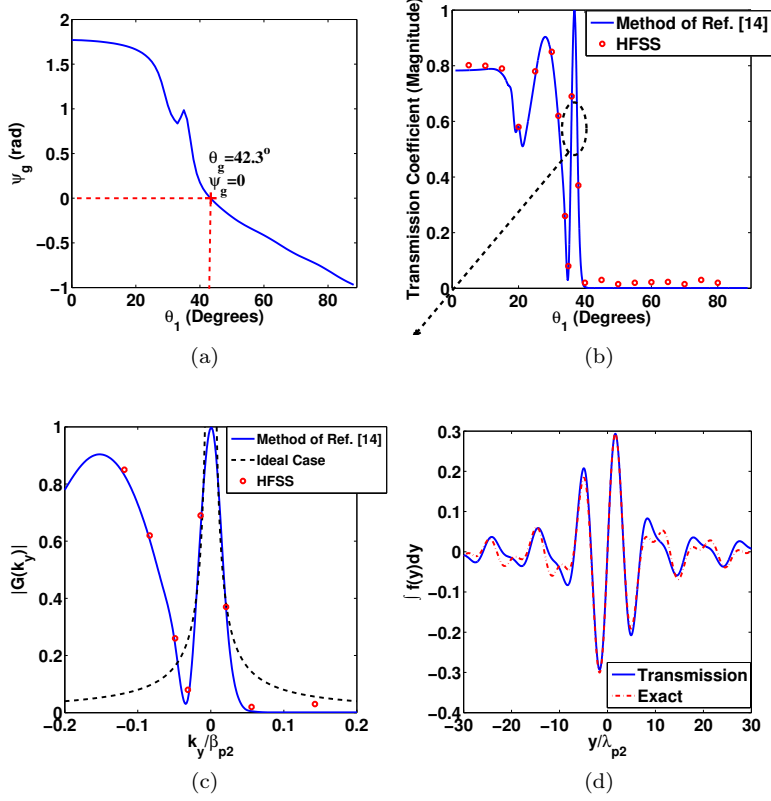 2
1.5
1
0.5
0
−0.5
−1
0
20
40
60
80
ψg (rad)
θg=42.3o
ψg=0
θ1 (Degrees)
(a)
1
0.8
0.6
0.4
0.2
0
0
20
40
60
80
Transmission Coefficient (Magnitude)
Method of Ref. [14]
HFSS
θ1 (Degrees)
(b)
1
0.8
0.6
0.4
0.2
0
−0.2
−0.1
0
0.1
0.2
|G(ky)|
Method of Ref. [14]
Ideal Case
HFSS
ky/βp2
(c)
0.3
0.2
0.1
0
−0.1
−0.2
−0.3
−0.4
−30
−20
−10
0
10
20
30
∫ f(y)dy
Transmission
Exact
y/λp2
(d)